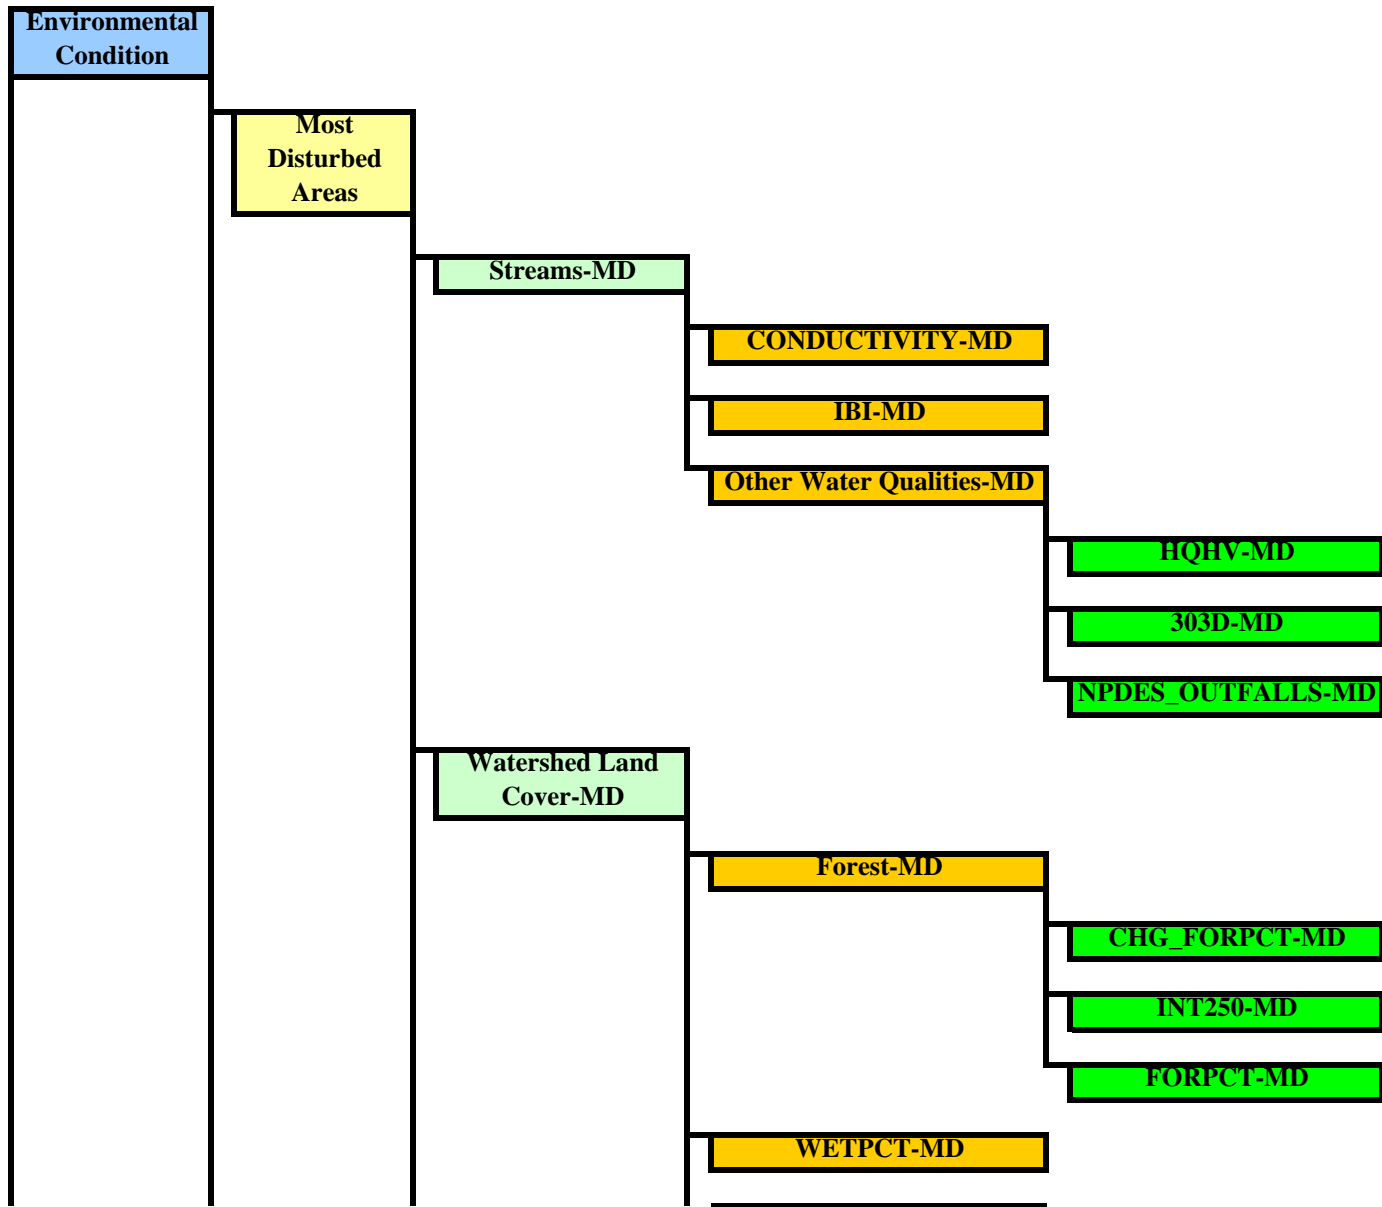 Environmental
Condition
Most
Disturbed
Areas
Streams-MD
CONDUCTIVITY-MD
IBI-MD
Other Water Qualities-MD
HQHV-MD
303D-MD
NPDES_OUTFALLS-MD
Watershed Land
Cover-MD
Forest-MD
CHG_FORPCT-MD
INT250-MD
FORPCT-MD
WETPCT-MD